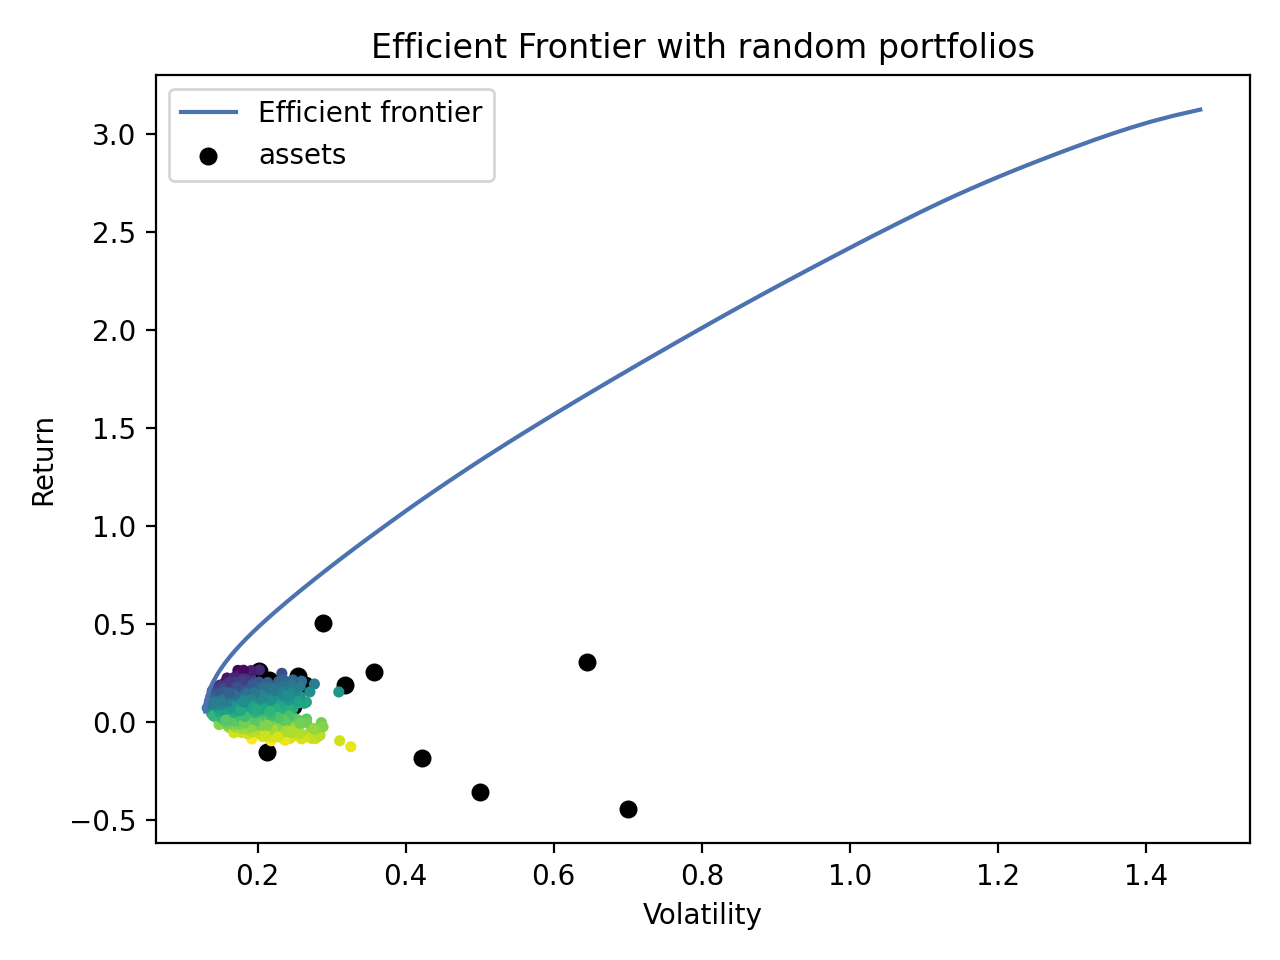 Efficient Frontier with random portfolios
Efficient frontier
assets
3.0
2.5
2.0
1.5
1.0
0.5
0.0
−0.5
Return
0.2 0.4 0.6 0.8 1.0 1.2 1.4
Volatility